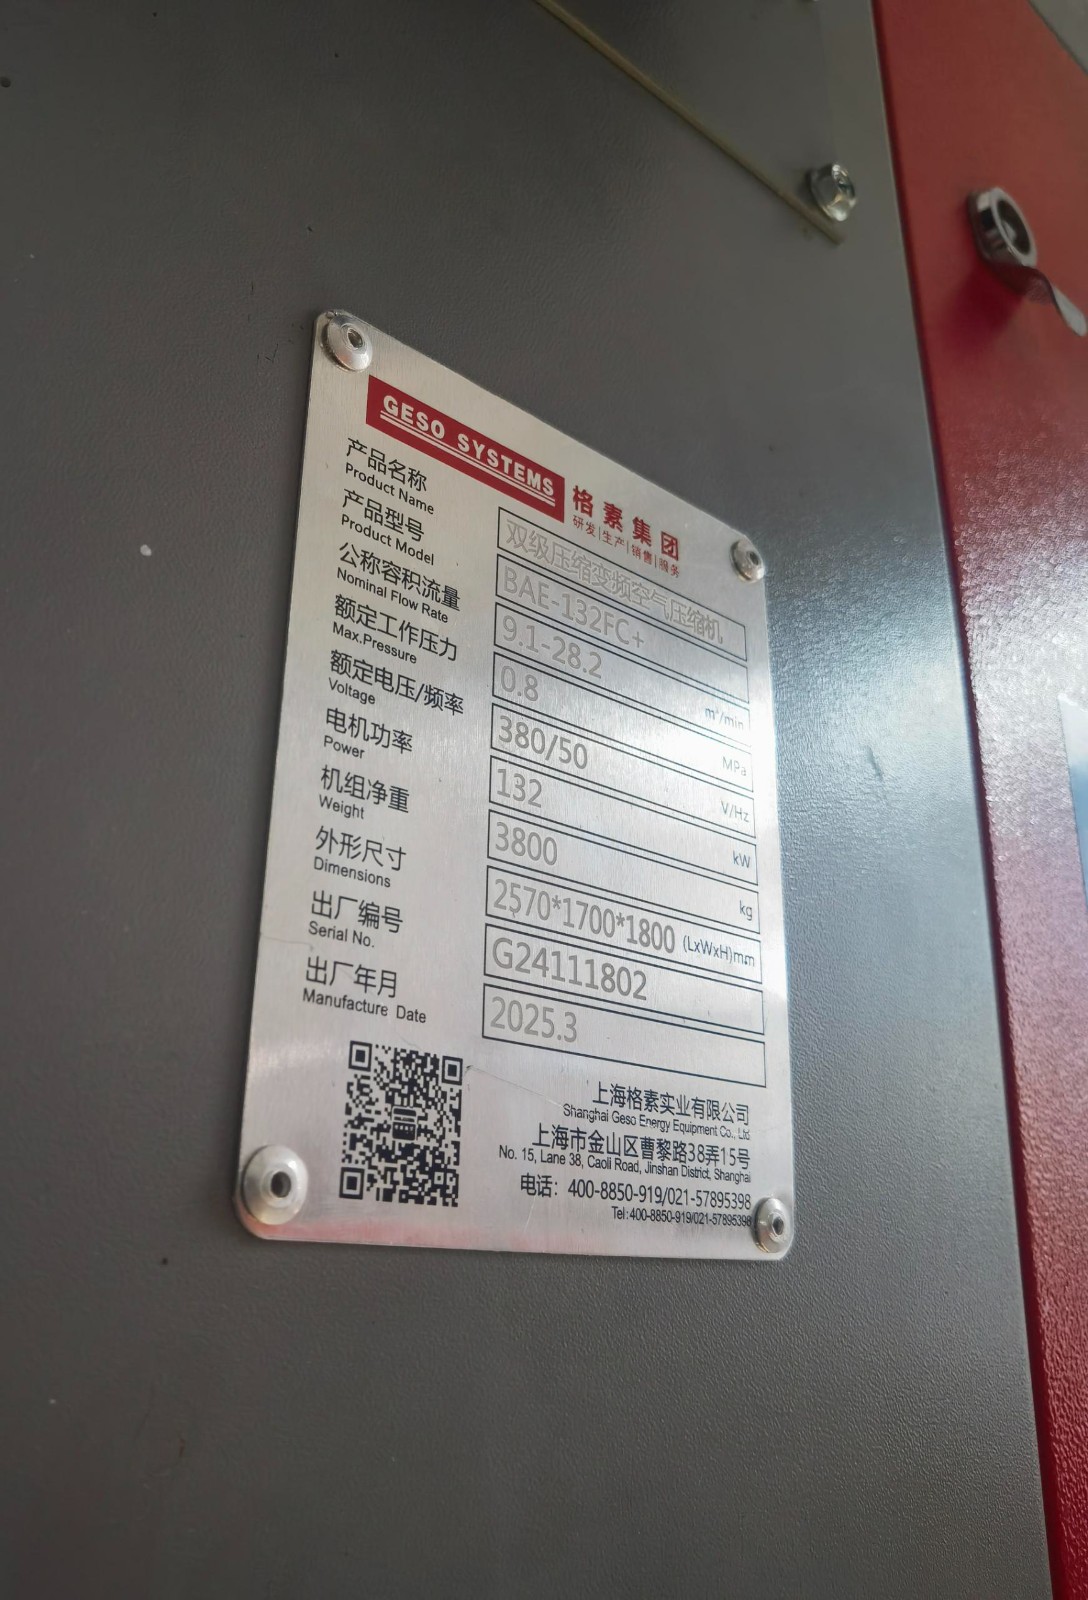 GESO SYSTEMS
格素集团
研发|生产|销售|服务
产品名称 双级压缩变频空气压缩机
Product Name
产品型号 BAE-132FC+
Product Model
公称容积流量 9.1-28.2 m³/min
Nominal Flow Rate
额定工作压力 0.8 MPa
Max.Pressure
额定电压/频率 380/50 V/Hz
Voltage
电机功率 132 kW
Power
机组净重 3800 kg
Weight
外形尺寸 2570*1700*1800 (LxWxH)mm
Dimensions
出厂编号 G24111802
Serial No.
出厂年月 2025.3
Manufacture Date
上海格素实业有限公司
Shanghai Geso Energy Equipment Co., Ltd
上海市金山区曹黎路38弄15号
No. 15, Lane 38, Caoli Road, Jinshan District, Shanghai
电话：400-8850-919/021-57895398
Tel:400-8850-919/021-57895398